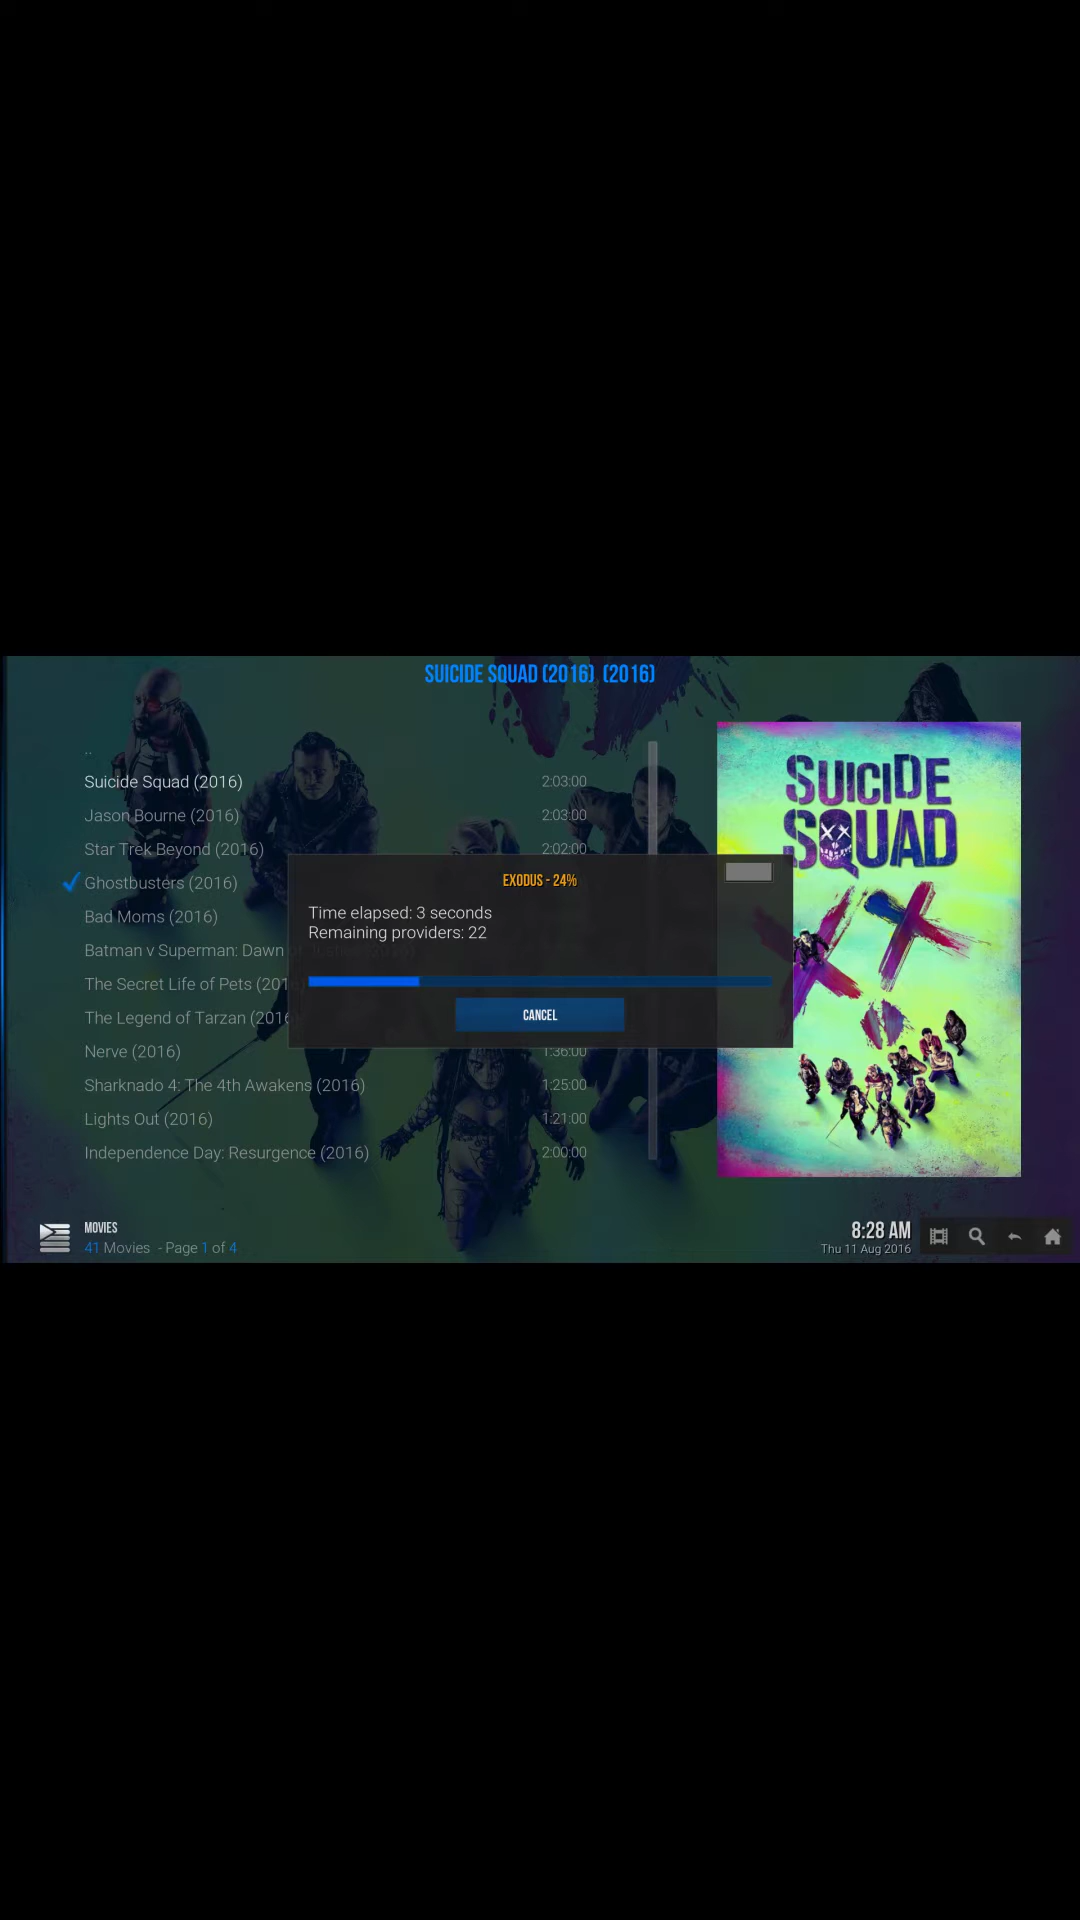 SUICIDE SQUAD (2016) (2016)
..
Suicide Squad (2016) 2:03:00
Jason Bourne (2016) 2:03:00
Star Trek Beyond (2016) 2:02:00
Ghostbusters (2016)
Bad Moms (2016)
Batman v Superman: Dawn
The Secret Life of Pets (201
The Legend of Tarzan (2016
Nerve (2016) 1:36:00
Sharknado 4: The 4th Awakens (2016) 1:25:00
Lights Out (2016) 1:21:00
Independence Day: Resurgence (2016) 2:00:00
EXODUS - 24%
Time elapsed: 3 seconds
Remaining providers: 22
CANCEL
SUICIDE
SQUAD
MOVIES
41 Movies - Page 1 of 4
8:28 AM
Thu 11 Aug 2016